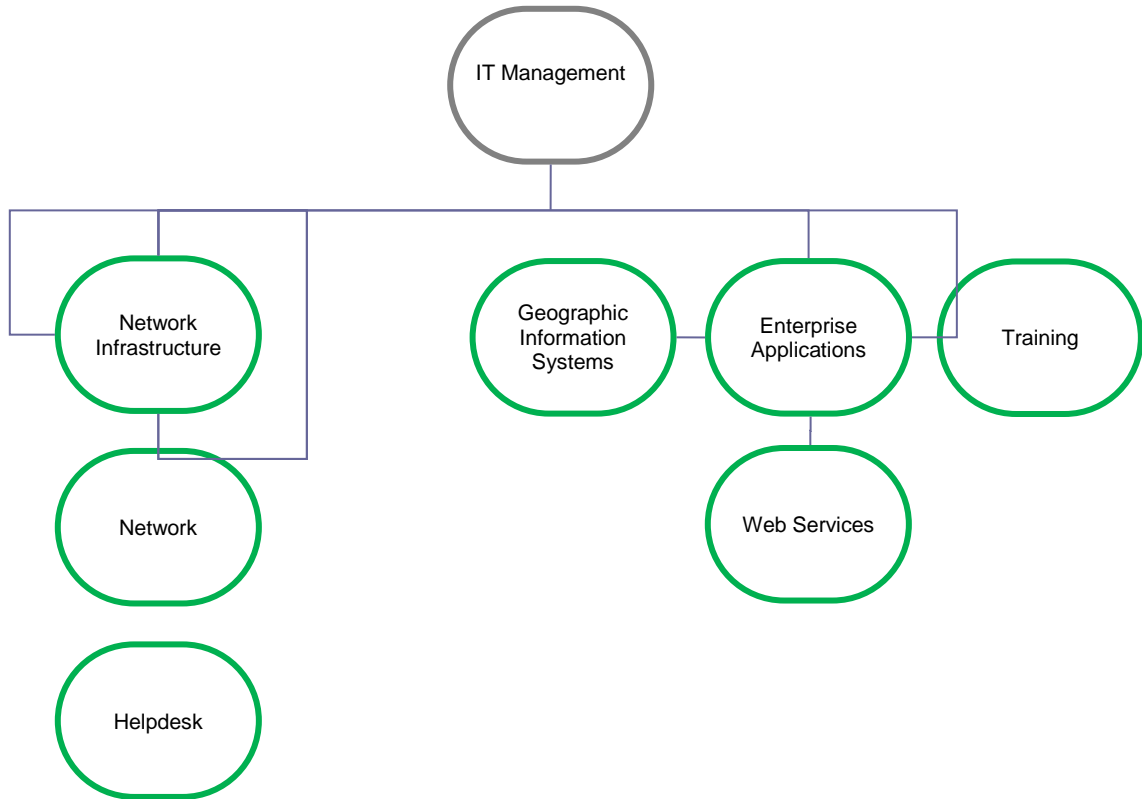 IT Management
Network
Infrastructure
Geographic
Information
Systems
Enterprise
Applications
Training
Network
Web Services
Helpdesk